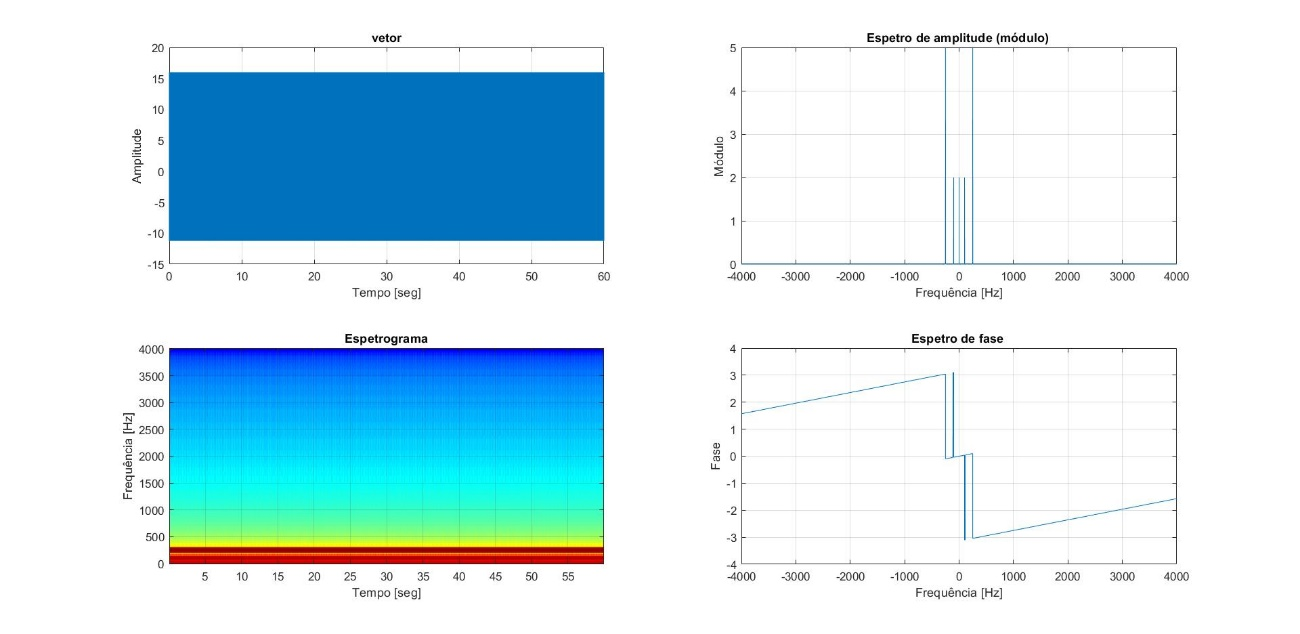 vetor
20
15
10
5
0
-5
-10
-15
Amplitude
0 10 20 30 40 50 60
Tempo [seg]
Espetro de amplitude (módulo)
5
4
3
2
1
0
Módulo
-4000 -3000 -2000 -1000 0 1000 2000 3000 4000
Frequência [Hz]
Espetrograma
4000
3500
3000
2500
2000
1500
1000
500
0
Frequência [Hz]
5 10 15 20 25 30 35 40 45 50 55
Tempo [seg]
Espetro de fase
4
3
2
1
0
-1
-2
-3
-4
Fase
-4000 -3000 -2000 -1000 0 1000 2000 3000 4000
Frequência [Hz]